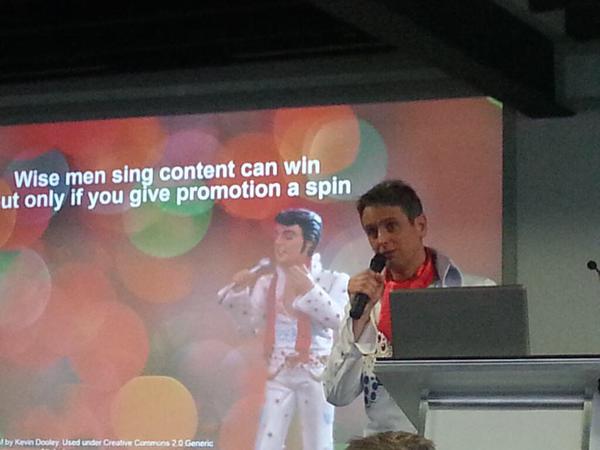 Wise men sing content can win
ut only if you give promotion a spin
by Kevin Dooley. Used under Creative Commons 2.0 Generic